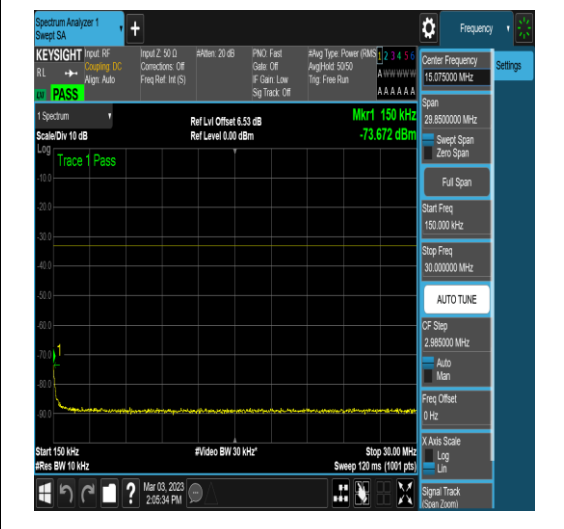 Spectrum Analyzer 1
Swept SA
+
Frequency
KEYSIGHT
RL
Input: RF
Coupling: DC
Align: Auto
Input Z: 50 Ω
Corrections: Off
Freq Ref: Int (S)
#Atten: 20 dB
PNO: Fast
Gate: Off
IF Gain: Low
Sig Track: Off
#Avg Type: Power (RMS
Avg|Hold: 50/50
Trig: Free Run
1 2 3 4 5 6
A W W W W W
A A A A A A
PASS
Center Frequency
15.075000 MHz
Settings
Span
29.8500000 MHz
Swept Span
Zero Span
Full Span
Start Freq
150.000 kHz
Stop Freq
30.000000 MHz
AUTO TUNE
CF Step
2.985000 MHz
Auto
Man
Freq Offset
0 Hz
X Axis Scale
Log
Lin
Signal Track
(Span Zoom)
1 Spectrum
Scale/Div 10 dB
Ref Lvl Offset 6.53 dB
Ref Level 0.00 dBm
Mkr1 150 kHz
-73.672 dBm
Log
Trace 1 Pass
-10.0
-20.0
-30.0
-40.0
-50.0
-60.0
-70.0
-80.0
-90.0
1
Start 150 kHz
#Res BW 10 kHz
#Video BW 30 kHz*
Stop 30.00 MHz
Sweep 120 ms (1001 pts)
?
Mar 03, 2023
2:05:34 PM